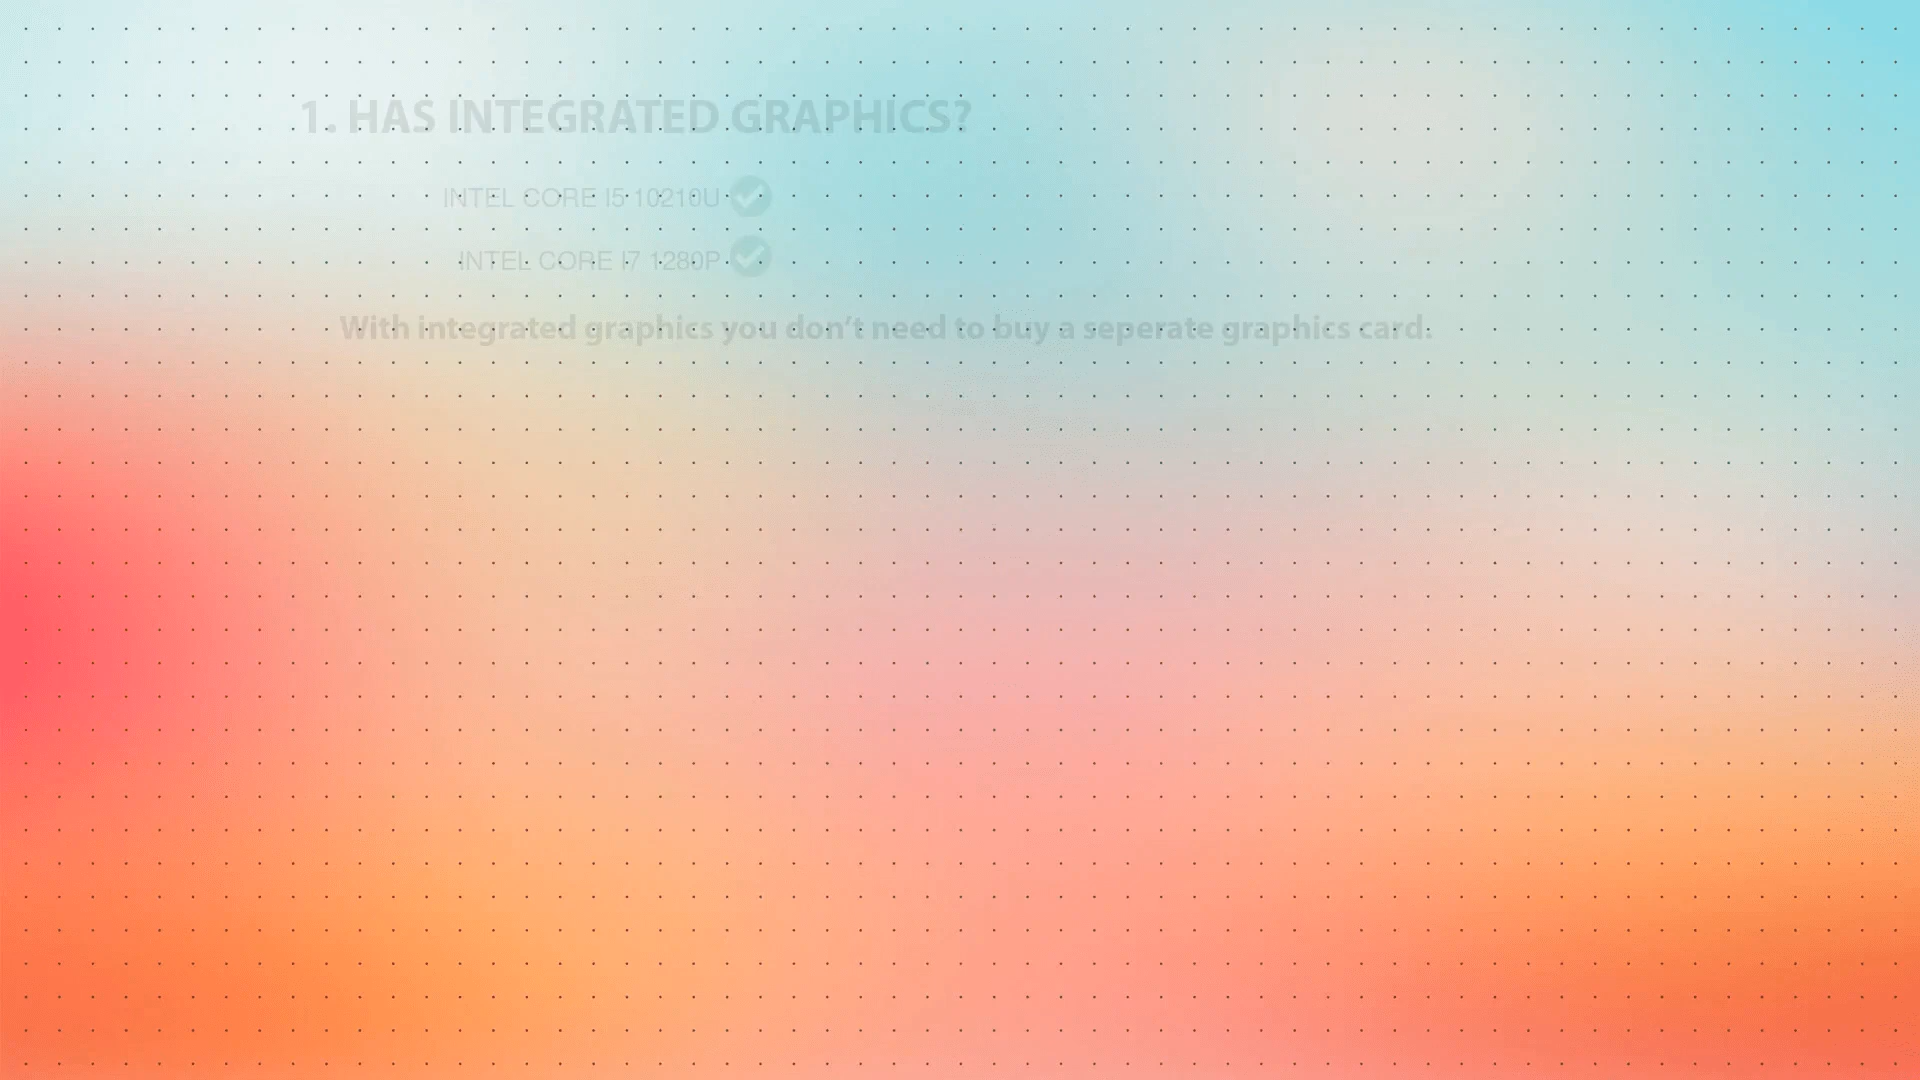 1. HAS INTEGRATED GRAPHICS?
INTEL CORE I5 10210U
INTEL CORE I7 1280P
With integrated graphics you don’t need to buy a seperate graphics card.